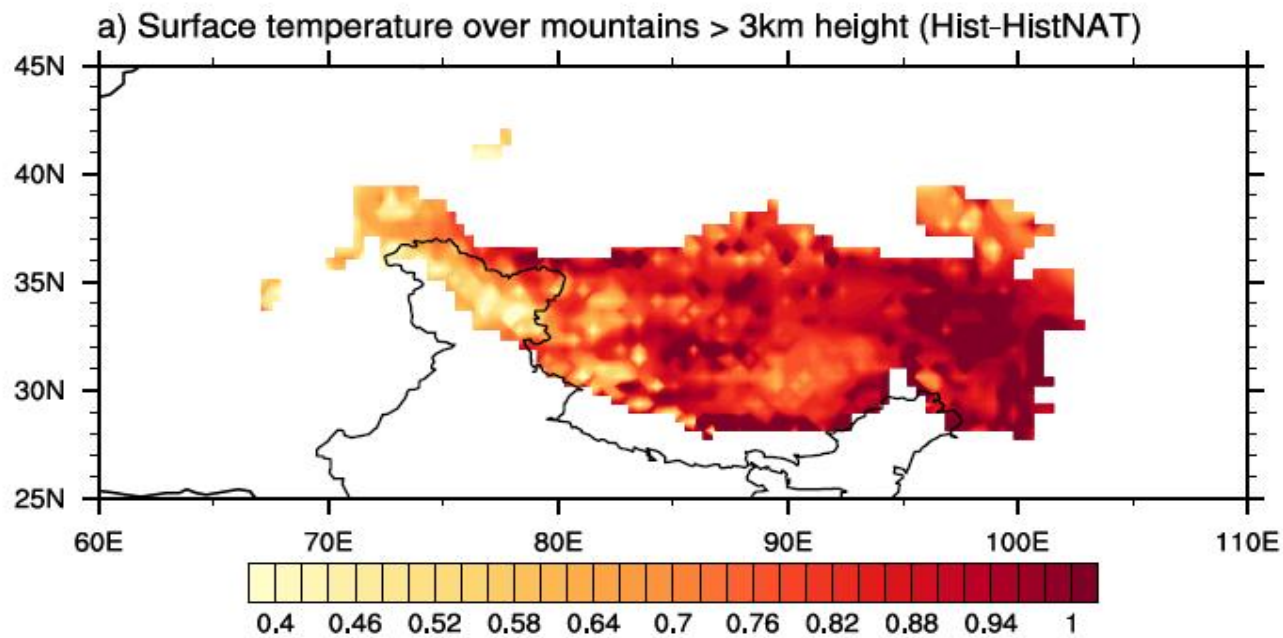 a) Surface temperature over mountains > 3km height (Hist-HistNAT)
45N
40N
35N
30N
25N
60E 70E 80E 90E 100E 110E
0.4 0.46 0.52 0.58 0.64 0.7 0.76 0.82 0.88 0.94 1